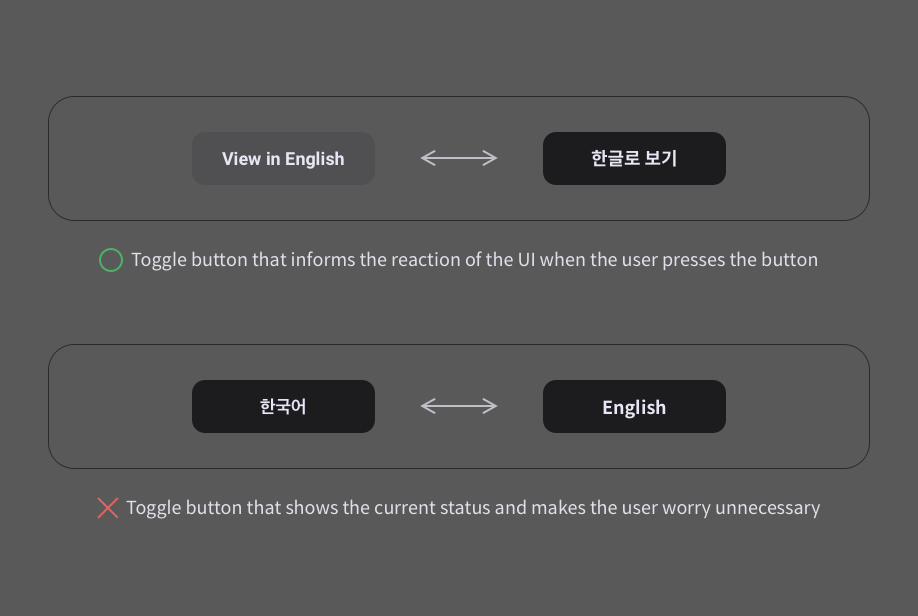 View in English
한글로 보기
Toggle button that informs the reaction of the UI when the user presses the button
한국어
English
Toggle button that shows the current status and makes the user worry unnecessary